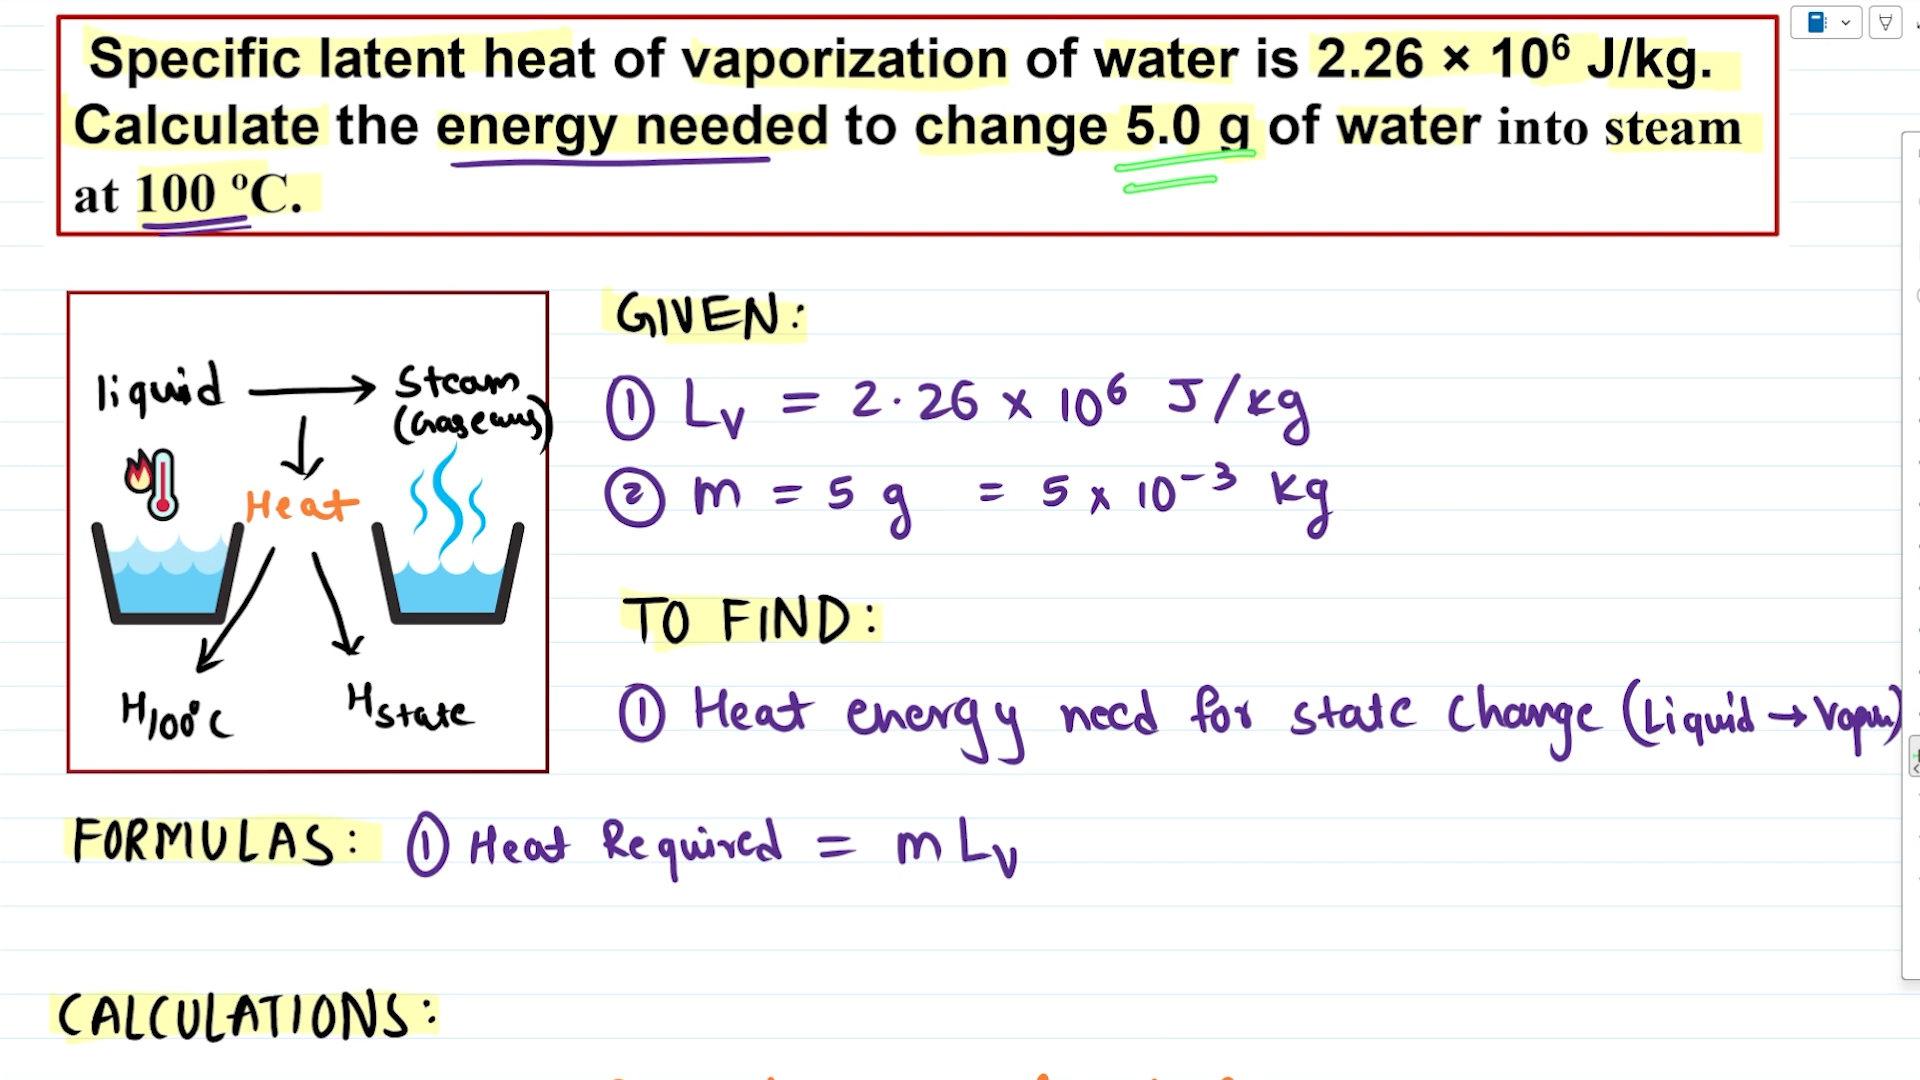 Specific latent heat of vaporization of water is 2.26 × 10⁶ J/kg.
Calculate the energy needed to change 5.0 g of water into steam
at 100 °C.
liquid → Steam
(Gaseous)
Heat
H100°C
Hstate
GIVEN:
① Lv = 2.26 × 10⁶ J/kg
② m = 5 g = 5 × 10⁻³ kg
TO FIND:
① Heat energy need for state change (Liquid → Vapour)
FORMULAS: ① Heat Required = m Lv
CALCULATIONS: